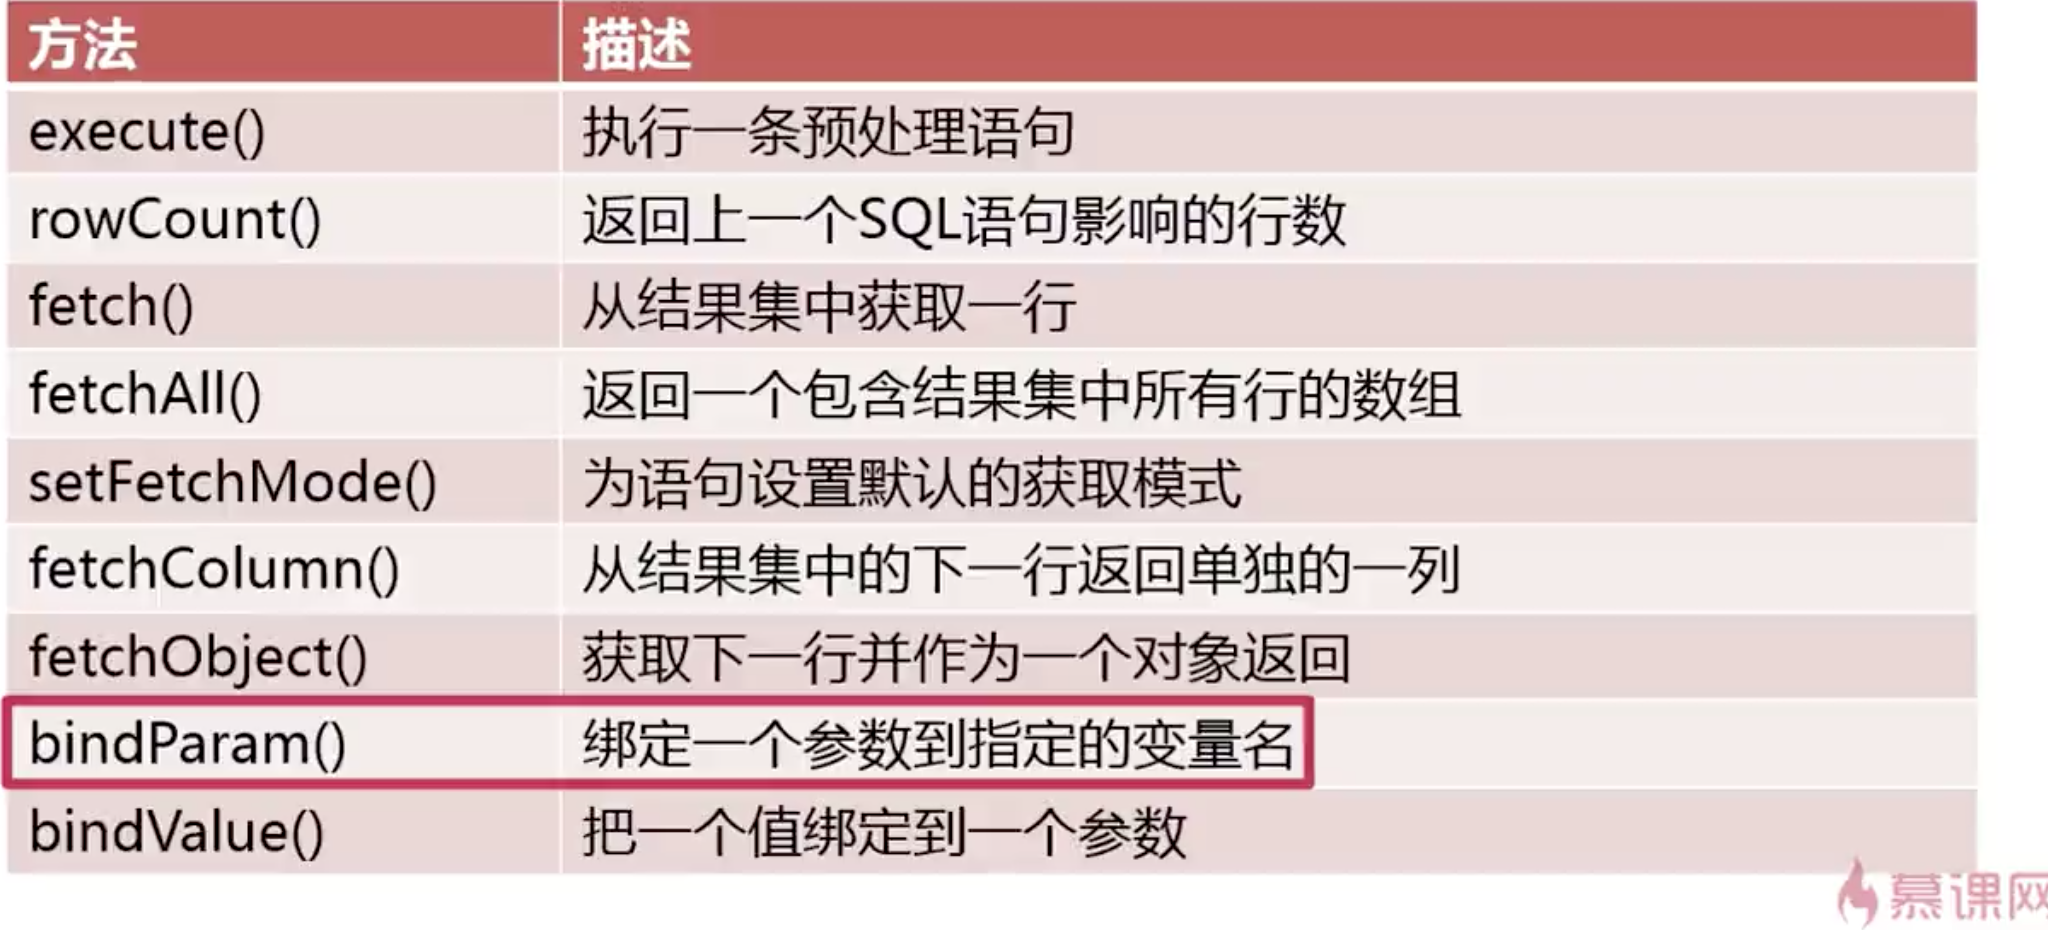 方法 描述
execute() 执行一条预处理语句
rowCount() 返回上一个SQL语句影响的行数
fetch() 从结果集中获取一行
fetchAll() 返回一个包含结果集中所有行的数组
setFetchMode() 为语句设置默认的获取模式
fetchColumn() 从结果集中的下一行返回单独的一列
fetchObject() 获取下一行并作为一个对象返回
bindParam() 绑定一个参数到指定的变量名
bindValue() 把一个值绑定到一个参数
慕课网